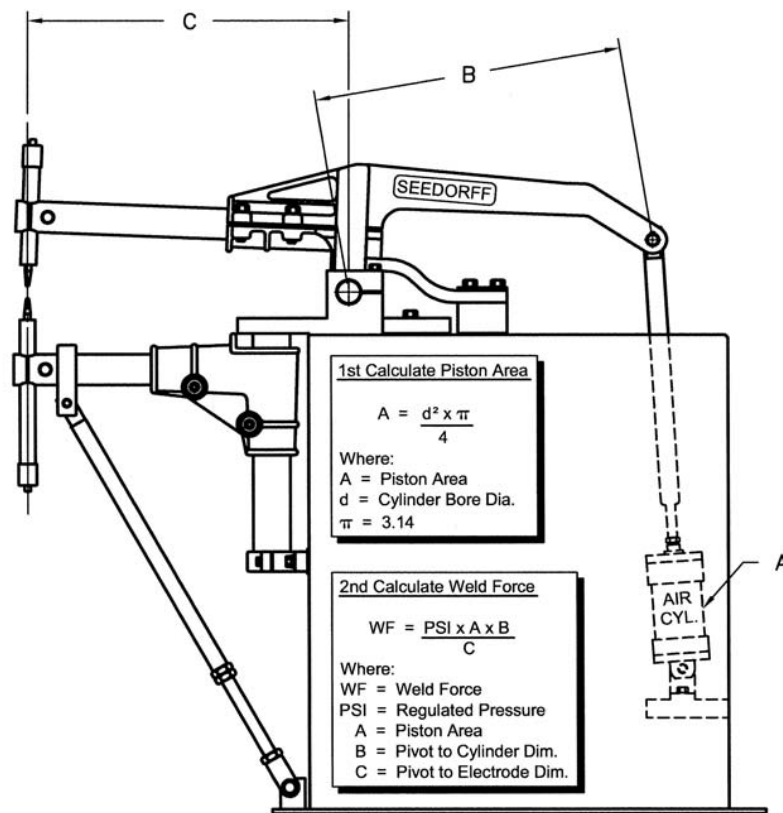 C
B
SEEDORFF
1st Calculate Piston Area
A = d² x π
4
Where:
A = Piston Area
d = Cylinder Bore Dia.
π = 3.14
A
AIR
CYL.
2nd Calculate Weld Force
WF = PSI x A x B
C
Where:
WF = Weld Force
PSI = Regulated Pressure
A = Piston Area
B = Pivot to Cylinder Dim.
C = Pivot to Electrode Dim.